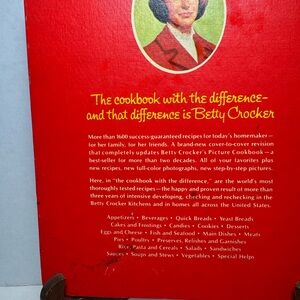 The cookbook with the difference-
and that difference is Betty Crocker
More than 1600 success-guaranteed recipes for today's homemaker—
for her family, for her friends. A brand-new cover-to-cover revision
that completely updates Betty Crocker's Picture Cookbook—a
best-seller for more than two decades. All of your favorites plus
new recipes, new full-color photographs, new step-by-step pictures.
Here, in "the cookbook with the difference," are the world's most
thoroughly tested recipes—the happy and proven result of more than
three years of intensive developing, checking and rechecking in the
Betty Crocker Kitchens and in homes all across the United States.
Appetizers • Beverages • Quick Breads • Yeast Breads
Cakes and Frostings • Candies • Cookies • Desserts
Eggs and Cheese • Fish and Seafood • Main Dishes • Meats
Pies • Poultry • Preserves, Relishes and Garnishes
Rice, Pasta and Cereals • Salads • Sandwiches
Sauces • Soups and Stews • Vegetables • Special Helps